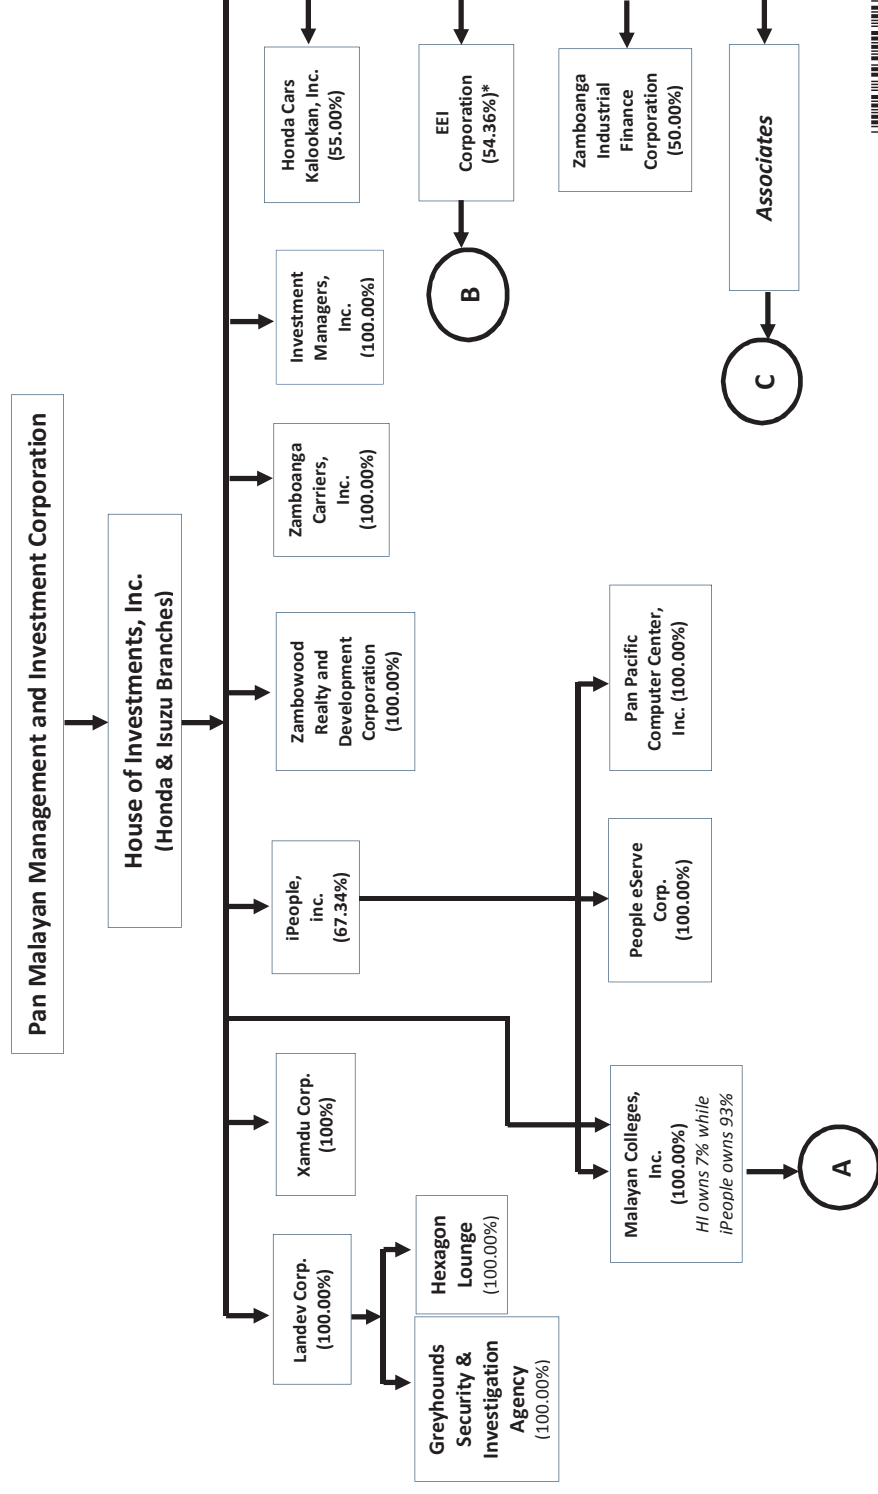 Pan Malayan Management and Investment Corporation
House of Investments, Inc.
(Honda & Isuzu Branches)
Landev Corp.
(100.00%)
Xamdu Corp.
(100%)
iPeople,
inc.
(67.34%)
Zambowood
Realty and
Development
Corporation
(100.00%)
Zamboanga
Carriers,
Inc.
(100.00%)
Investment
Managers,
Inc.
(100.00%)
Honda Cars
Kalookan, Inc.
(55.00%)
Greyhounds
Security &
Investigation
Agency
(100.00%)
Hexagon
Lounge
(100.00%)
EEI
Corporation
(54.36%)*
B
Malayan Colleges,
Inc.
(100.00%)
HI owns 7% while
iPeople owns 93%
People eServe
Corp.
(100.00%)
Pan Pacific
Computer Center,
Inc. (100.00%)
Zamboanga
Industrial
Finance
Corporation
(50.00%)
A
C
Associates